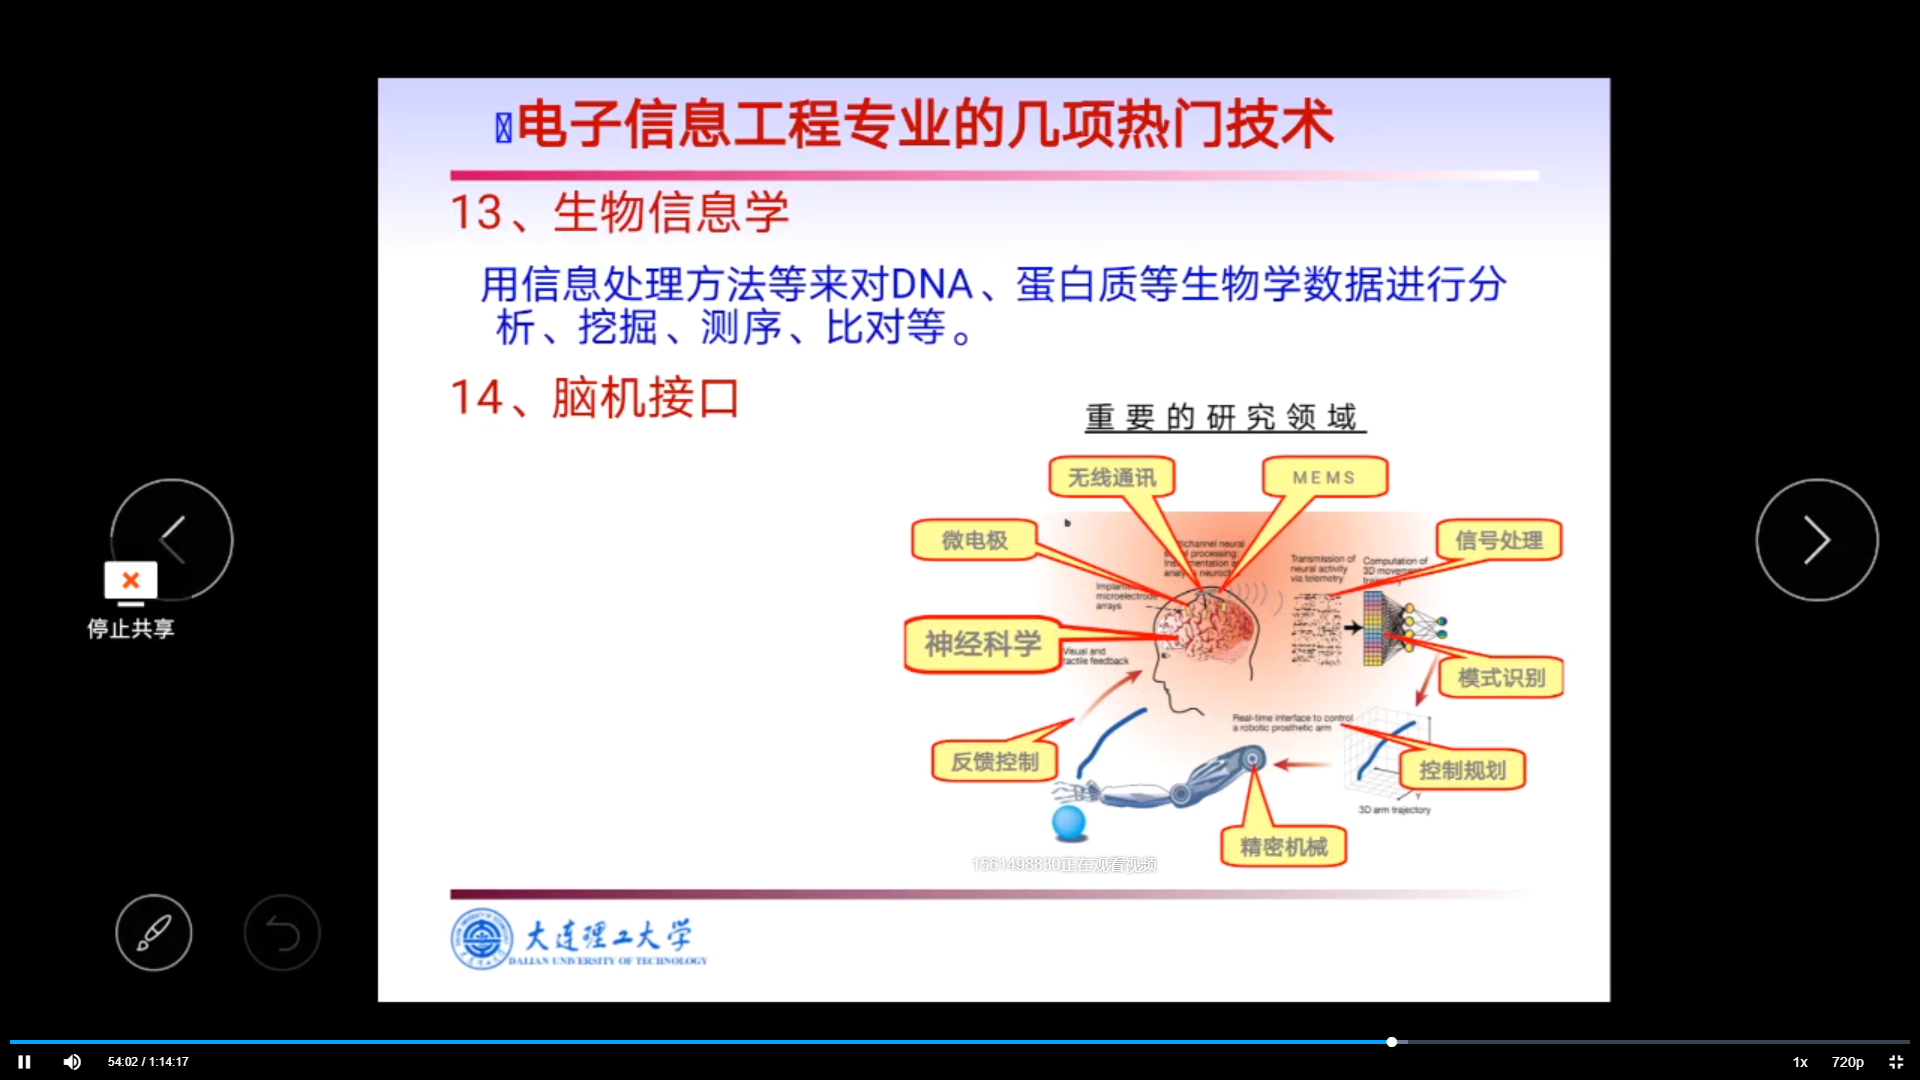 电子信息工程专业的几项热门技术
13、生物信息学
用信息处理方法等来对DNA、蛋白质等生物学数据进行分
析、挖掘、测序、比对等。
14、脑机接口
重要的研究领域
无线通讯
MEMS
微电极
信号处理
b
Transmission of
neural activity
via telemetry
Computation of
3D movement
microelectrode
arrays
神经科学
Visual and
tactile feedback
模式识别
Real-time interface to control
a robotic prosthetic arm
反馈控制
控制规划
Y
3D arm trajectory
精密机械
1561498830正在观看视频
停止共享
大连理工大学
DALIAN UNIVERSITY OF TECHNOLOGY
54:02 / 1:14:17
1x
720p